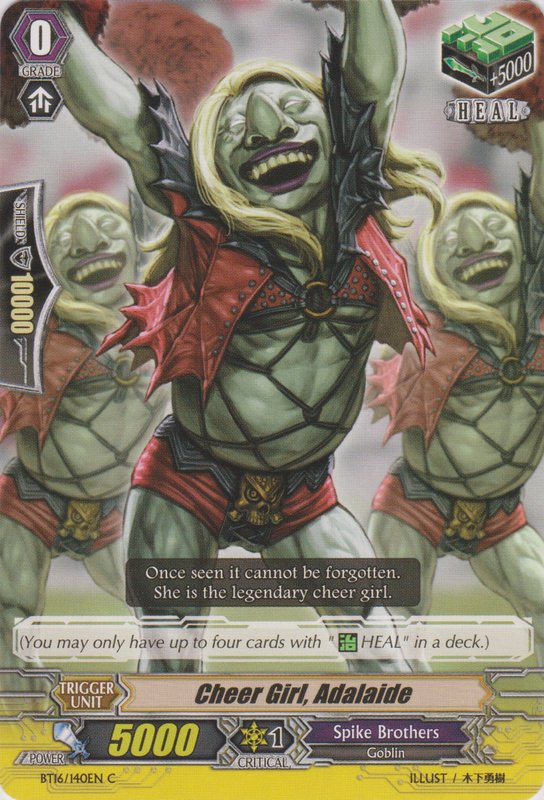 0
GRADE
治
+5000
HEAL
SHIELD 10000
Once seen it cannot be forgotten.
She is the legendary cheer girl.
(You may only have up to four cards with " 治 HEAL" in a deck.)
TRIGGER
UNIT
Cheer Girl, Adalaide
POWER 5000
1
CRITICAL
Spike Brothers
Goblin
BT16/140EN C
ILLUST / 木下勇樹